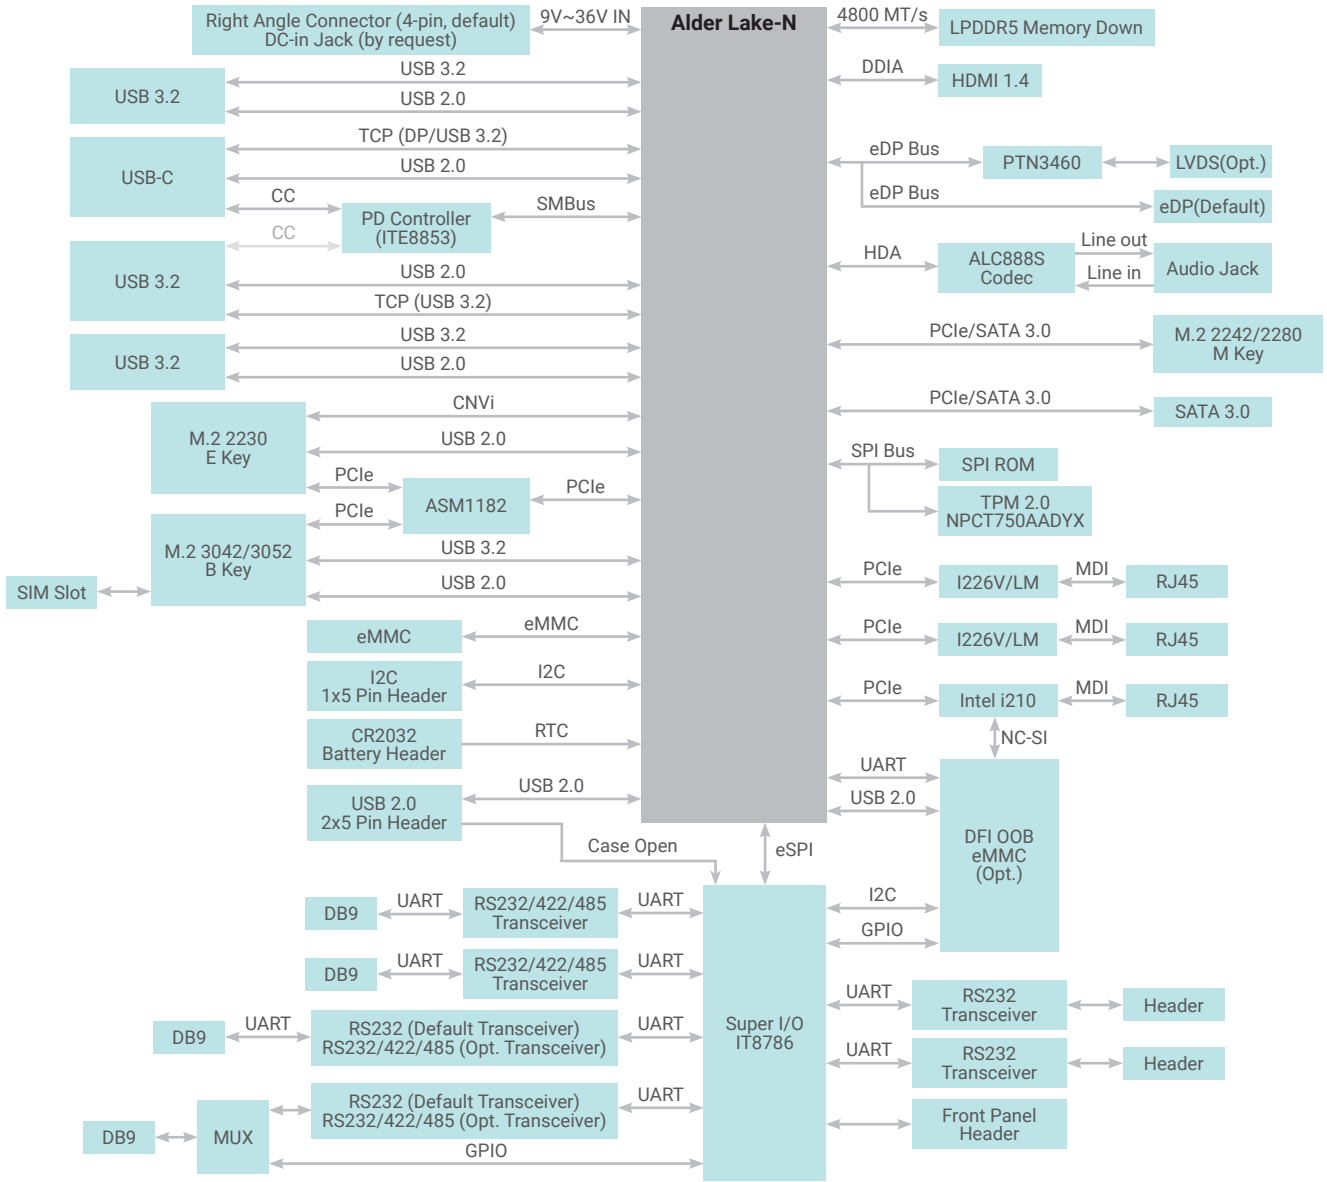 Right Angle Connector (4-pin, default)
DC-in Jack (by request)
9V~36V IN
Alder Lake-N
4800 MT/s
LPDDR5 Memory Down
USB 3.2
USB 3.2
USB 2.0
DDIA
HDMI 1.4
USB-C
TCP (DP/USB 3.2)
USB 2.0
CC
PD Controller
(ITE8853)
SMBus
CC
eDP Bus
PTN3460
LVDS(Opt.)
eDP Bus
eDP(Default)
USB 3.2
USB 2.0
TCP (USB 3.2)
HDA
ALC888S
Codec
Line out
Line in
Audio Jack
USB 3.2
USB 3.2
USB 2.0
PCIe/SATA 3.0
M.2 2242/2280
M Key
M.2 2230
E Key
CNVi
USB 2.0
PCIe
PCIe/SATA 3.0
SATA 3.0
ASM1182
PCIe
SPI Bus
SPI ROM
TPM 2.0
NPCT750AADYX
PCIe
M.2 3042/3052
B Key
USB 3.2
USB 2.0
SIM Slot
PCIe
I226V/LM
MDI
RJ45
eMMC
eMMC
PCIe
I226V/LM
MDI
RJ45
I2C
1x5 Pin Header
I2C
PCIe
Intel i210
MDI
RJ45
CR2032
Battery Header
RTC
NC-SI
USB 2.0
2x5 Pin Header
USB 2.0
Case Open
eSPI
UART
USB 2.0
DFI OOB
eMMC
(Opt.)
I2C
GPIO
DB9
UART
RS232/422/485
Transceiver
UART
DB9
UART
RS232/422/485
Transceiver
UART
DB9
UART
RS232 (Default Transceiver)
RS232/422/485 (Opt. Transceiver)
UART
Super I/O
IT8786
UART
RS232
Transceiver
Header
UART
RS232
Transceiver
Header
DB9
MUX
RS232 (Default Transceiver)
RS232/422/485 (Opt. Transceiver)
UART
GPIO
Front Panel
Header